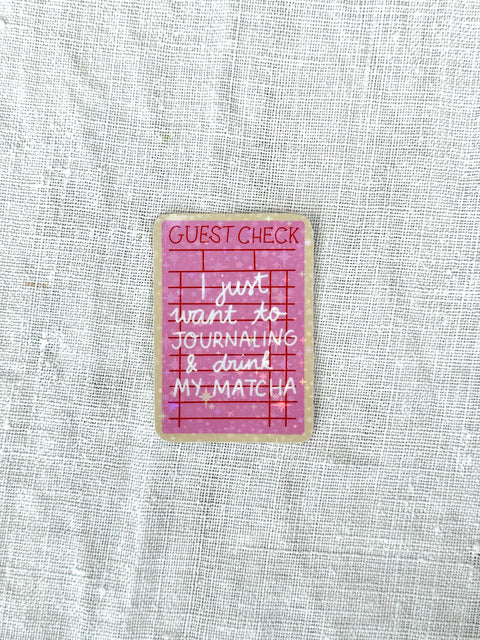 GUEST CHECK
I just
want to
JOURNALING
& drink
MY MATCHA